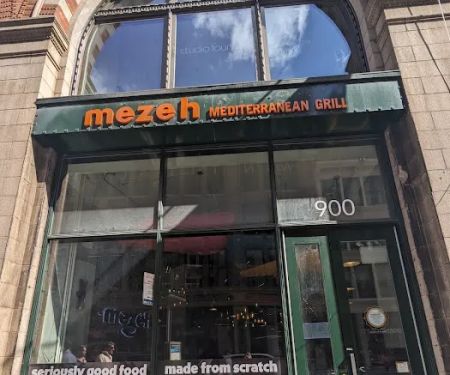 studio four
mezeh MEDITERRANEAN GRILL
900
mezeh
seriously good food
made from scratch